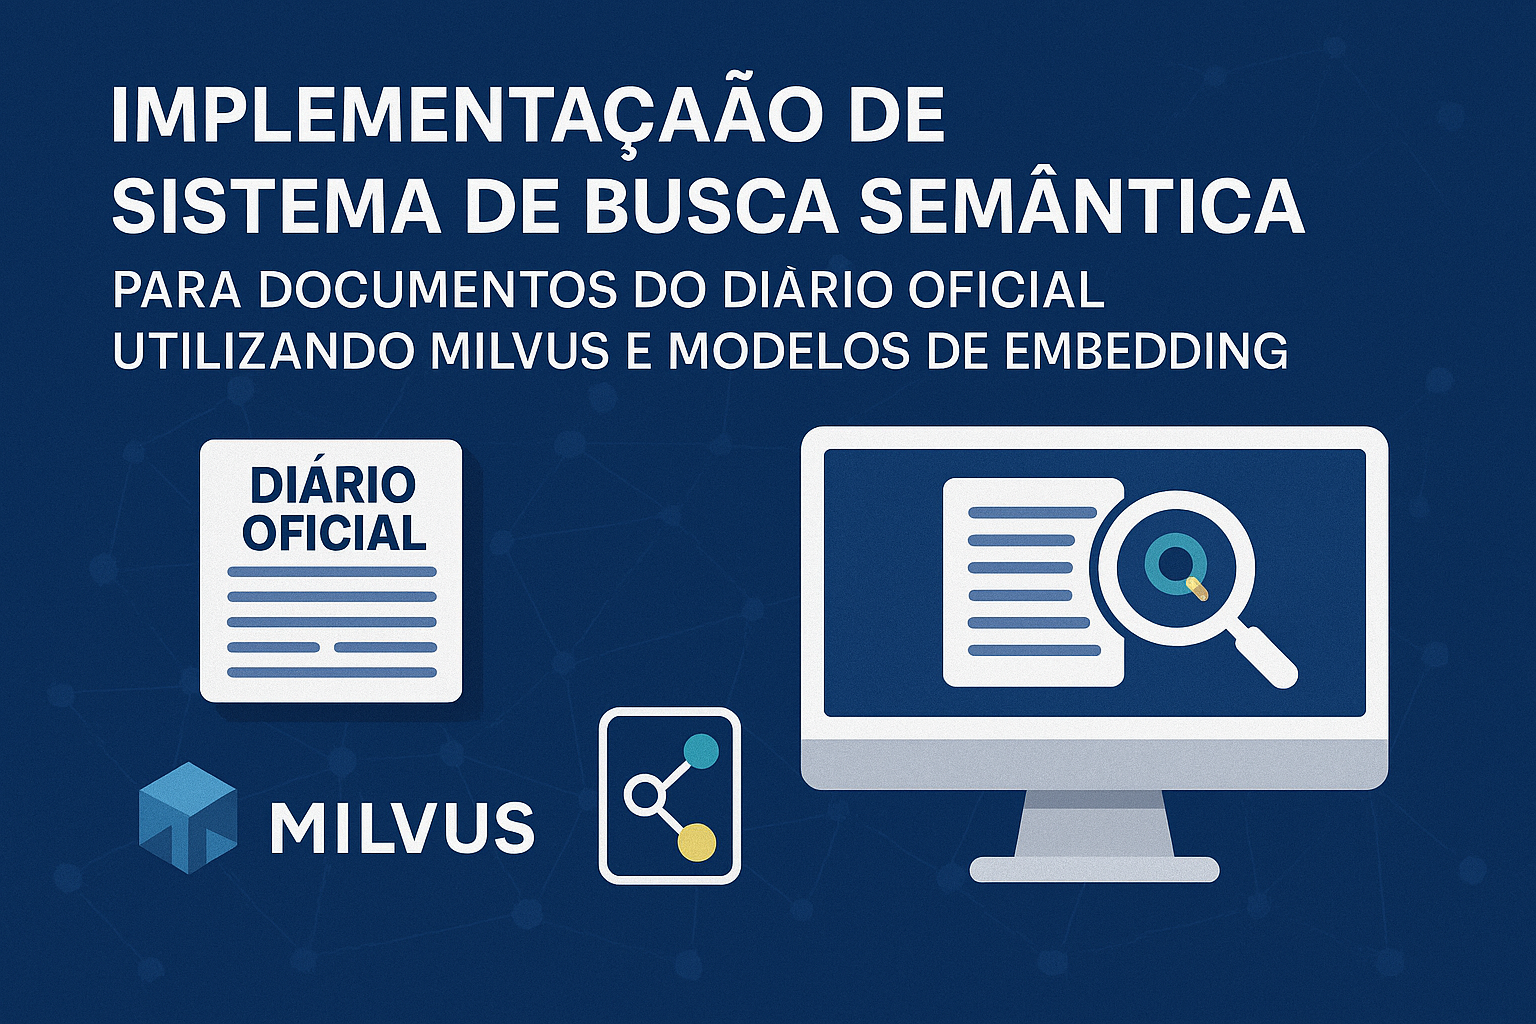 IMPLEMENTAÇAÃO DE
SISTEMA DE BUSCA SEMÂNTICA
PARA DOCUMENTOS DO DIÀRIO OFICIAL
UTILIZANDO MILVUS E MODELOS DE EMBEDDING
DIÁRIO
OFICIAL
MILVUS